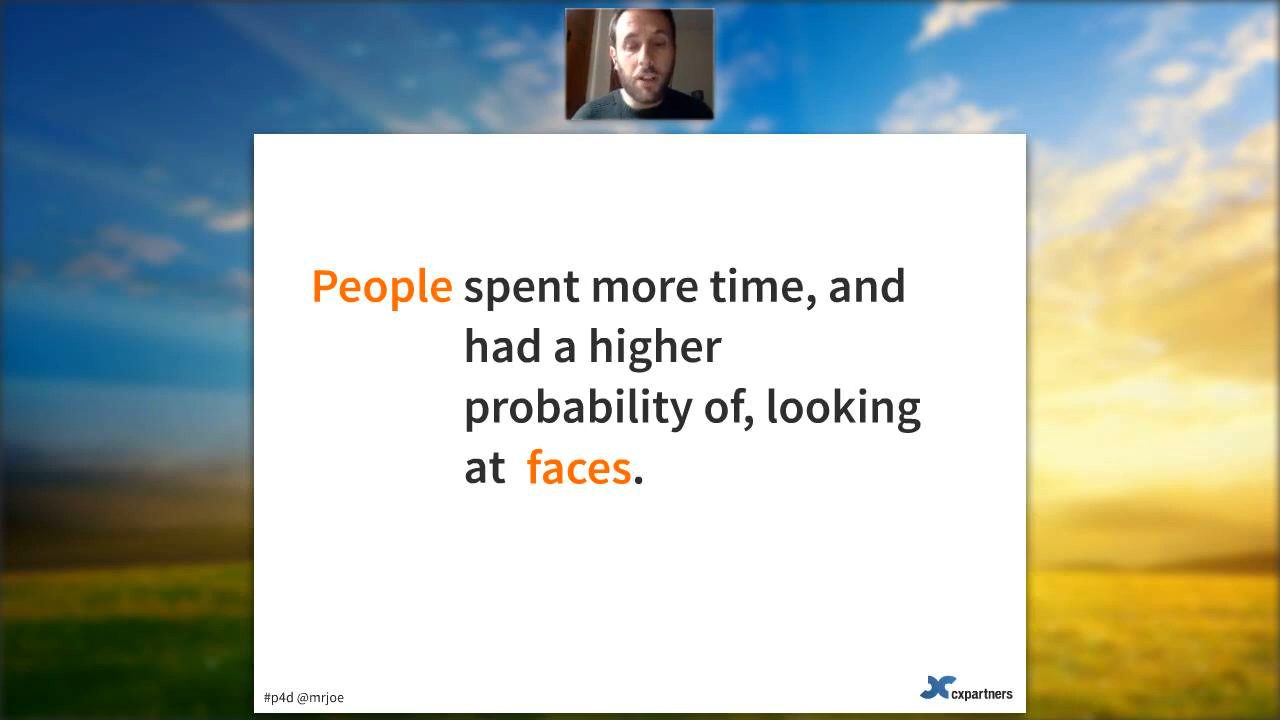 People spent more time, and
had a higher
probability of, looking
at faces.
#p4d @mrjoe
cxpartners